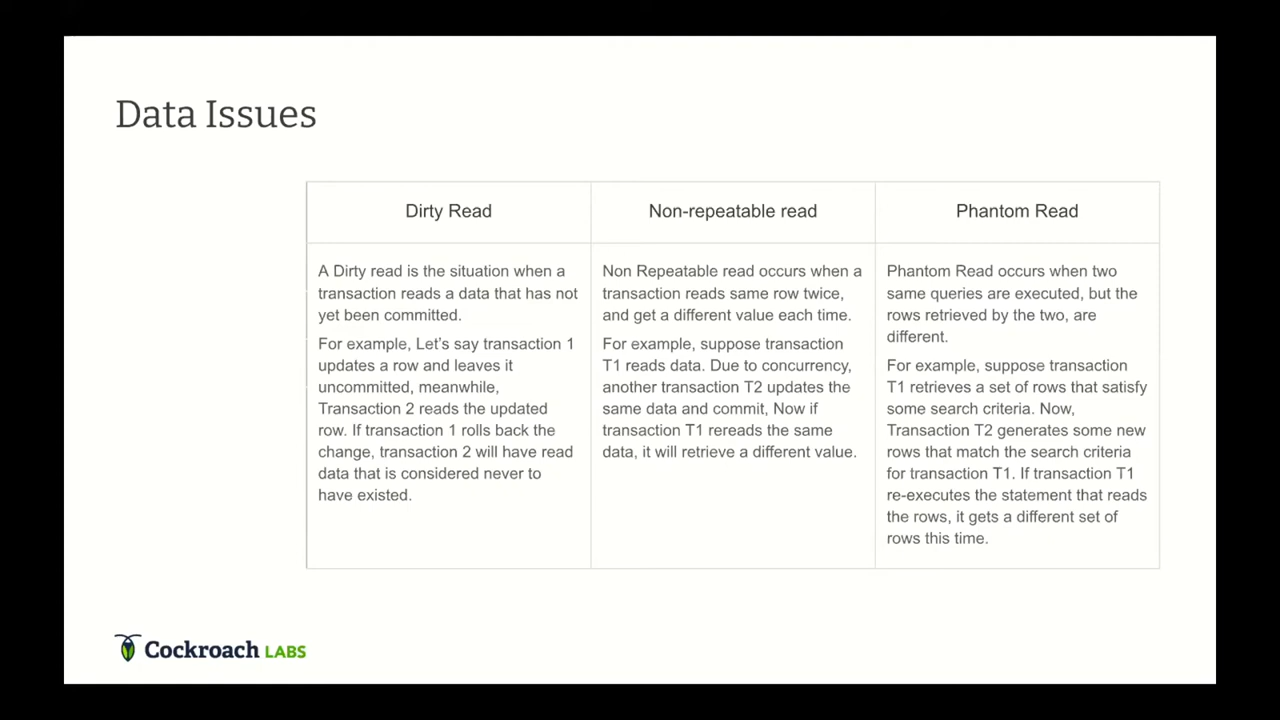 Data Issues
Dirty Read
Non-repeatable read
Phantom Read
A Dirty read is the situation when a
transaction reads a data that has not
yet been committed.
For example, Let’s say transaction 1
updates a row and leaves it
uncommitted, meanwhile,
Transaction 2 reads the updated
row. If transaction 1 rolls back the
change, transaction 2 will have read
data that is considered never to
have existed.
Non Repeatable read occurs when a
transaction reads same row twice,
and get a different value each time.
For example, suppose transaction
T1 reads data. Due to concurrency,
another transaction T2 updates the
same data and commit, Now if
transaction T1 rereads the same
data, it will retrieve a different value.
Phantom Read occurs when two
same queries are executed, but the
rows retrieved by the two, are
different.
For example, suppose transaction
T1 retrieves a set of rows that satisfy
some search criteria. Now,
Transaction T2 generates some new
rows that match the search criteria
for transaction T1. If transaction T1
re-executes the statement that reads
the rows, it gets a different set of
rows this time.
Cockroach LABS